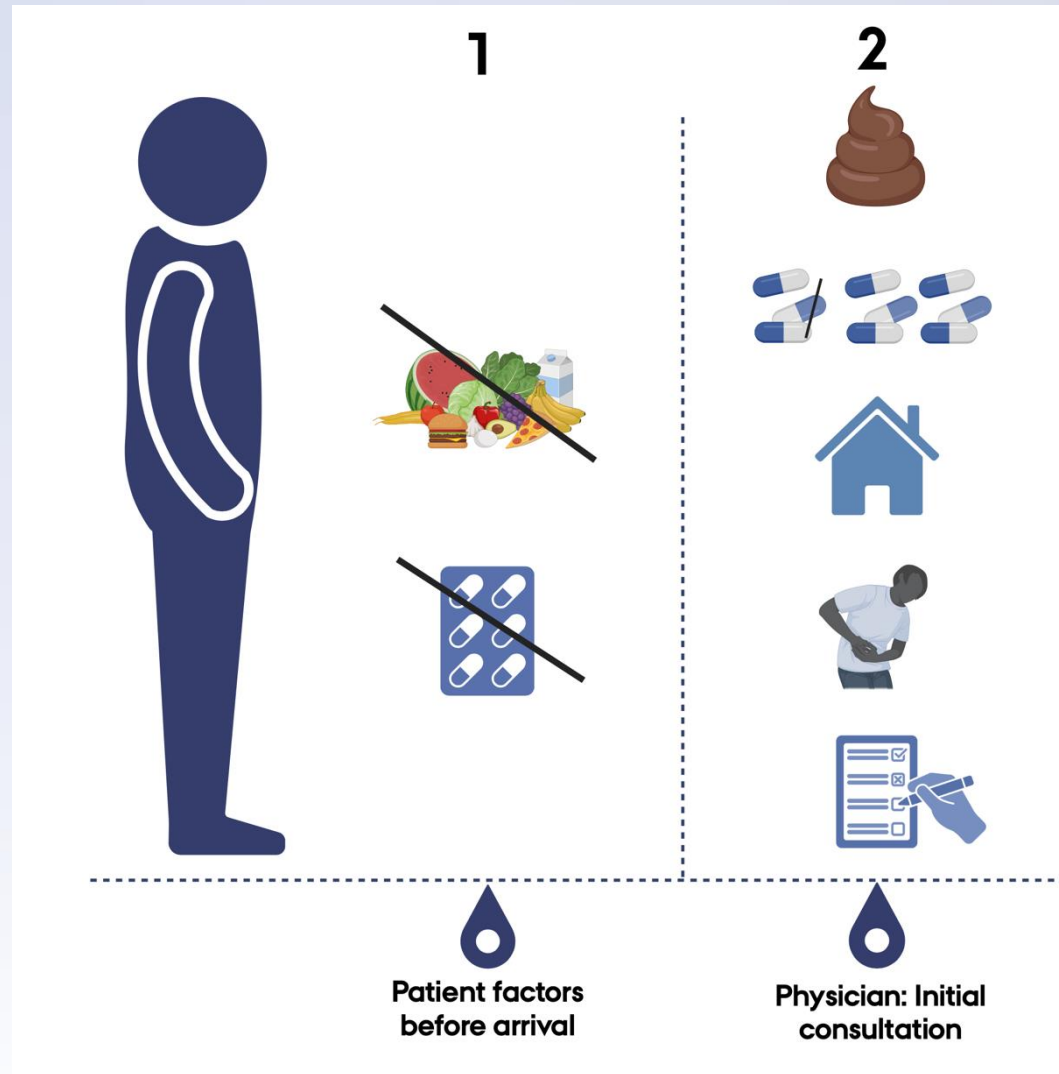 1
2
Patient factors
before arrival
Physician: Initial
consultation